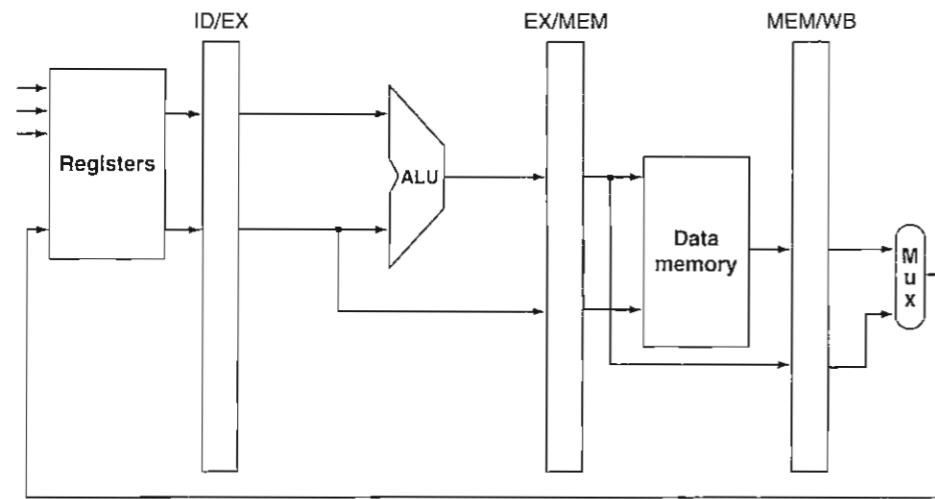 ID/EX
EX/MEM
MEM/WB
Registers
ALU
Data
memory
M
u
x